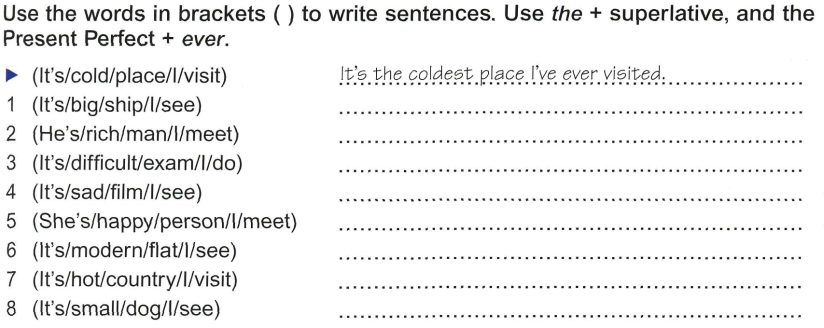 Use the words in brackets ( ) to write sentences. Use the + superlative, and the
Present Perfect + ever.
► (It's/cold/place/I/visit) It's the coldest place I've ever visited.
1 (It's/big/ship/I/see)
2 (He's/rich/man/I/meet)
3 (It's/difficult/exam/I/do)
4 (It's/sad/film/I/see)
5 (She's/happy/person/I/meet)
6 (It's/modern/flat/I/see)
7 (It's/hot/country/I/visit)
8 (It's/small/dog/I/see)